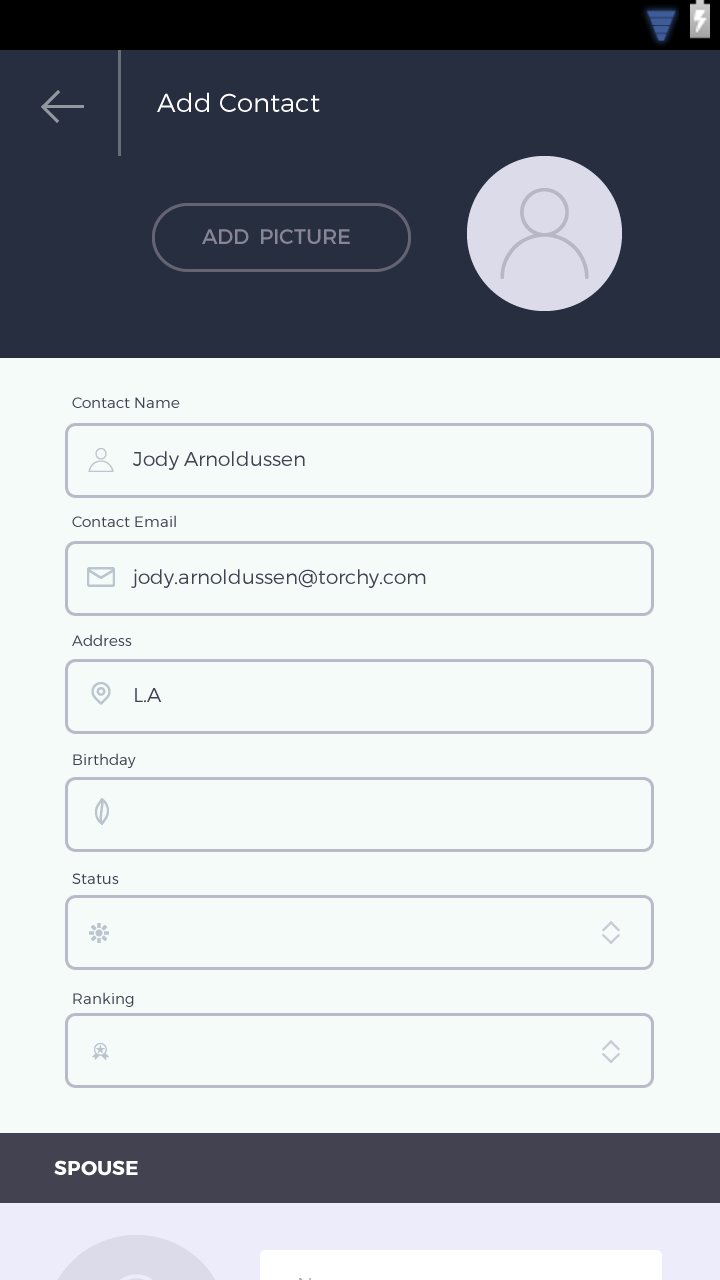 Add Contact
ADD PICTURE
Contact Name
Jody Arnoldussen
Contact Email
jody.arnoldussen@torchy.com
Address
L.A
Birthday
Status
Ranking
SPOUSE